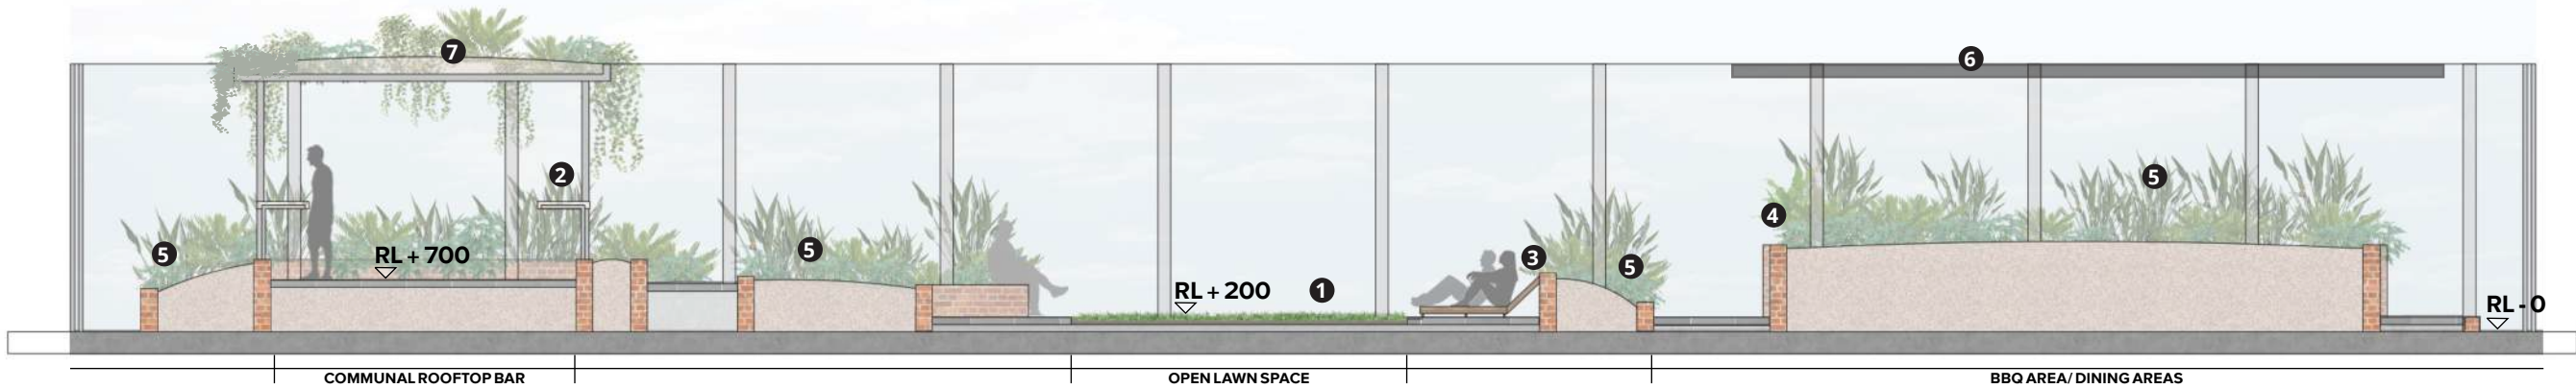 7
6
2
5
4
5
RL + 700
5
3
5
RL + 200
1
RL - 0
COMMUNAL ROOFTOP BAR
OPEN LAWN SPACE
BBQ AREA/ DINING AREAS